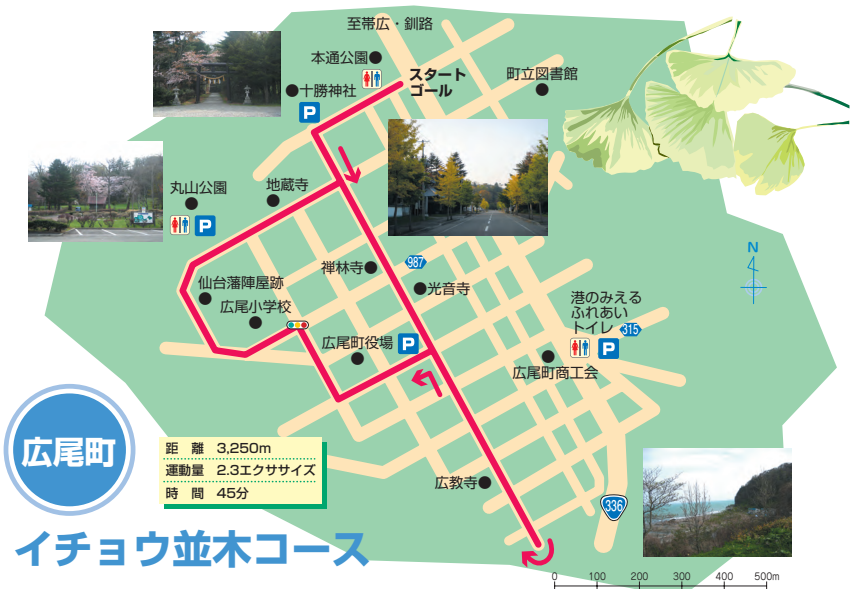 至帯広・釧路
本通公園
スタート
ゴール
町立図書館
十勝神社
P
丸山公園
P
地蔵寺
N
仙台藩陣屋跡
広尾小学校
禅林寺
987
光音寺
港のみえる
ふれあい
トイレ
315
P
広尾町役場
P
広尾町商工会
広尾町
距離 3,250m
運動量 2.3エクササイズ
時間 45分
広教寺
336
イチョウ並木コース
0 100 200 300 400 500m